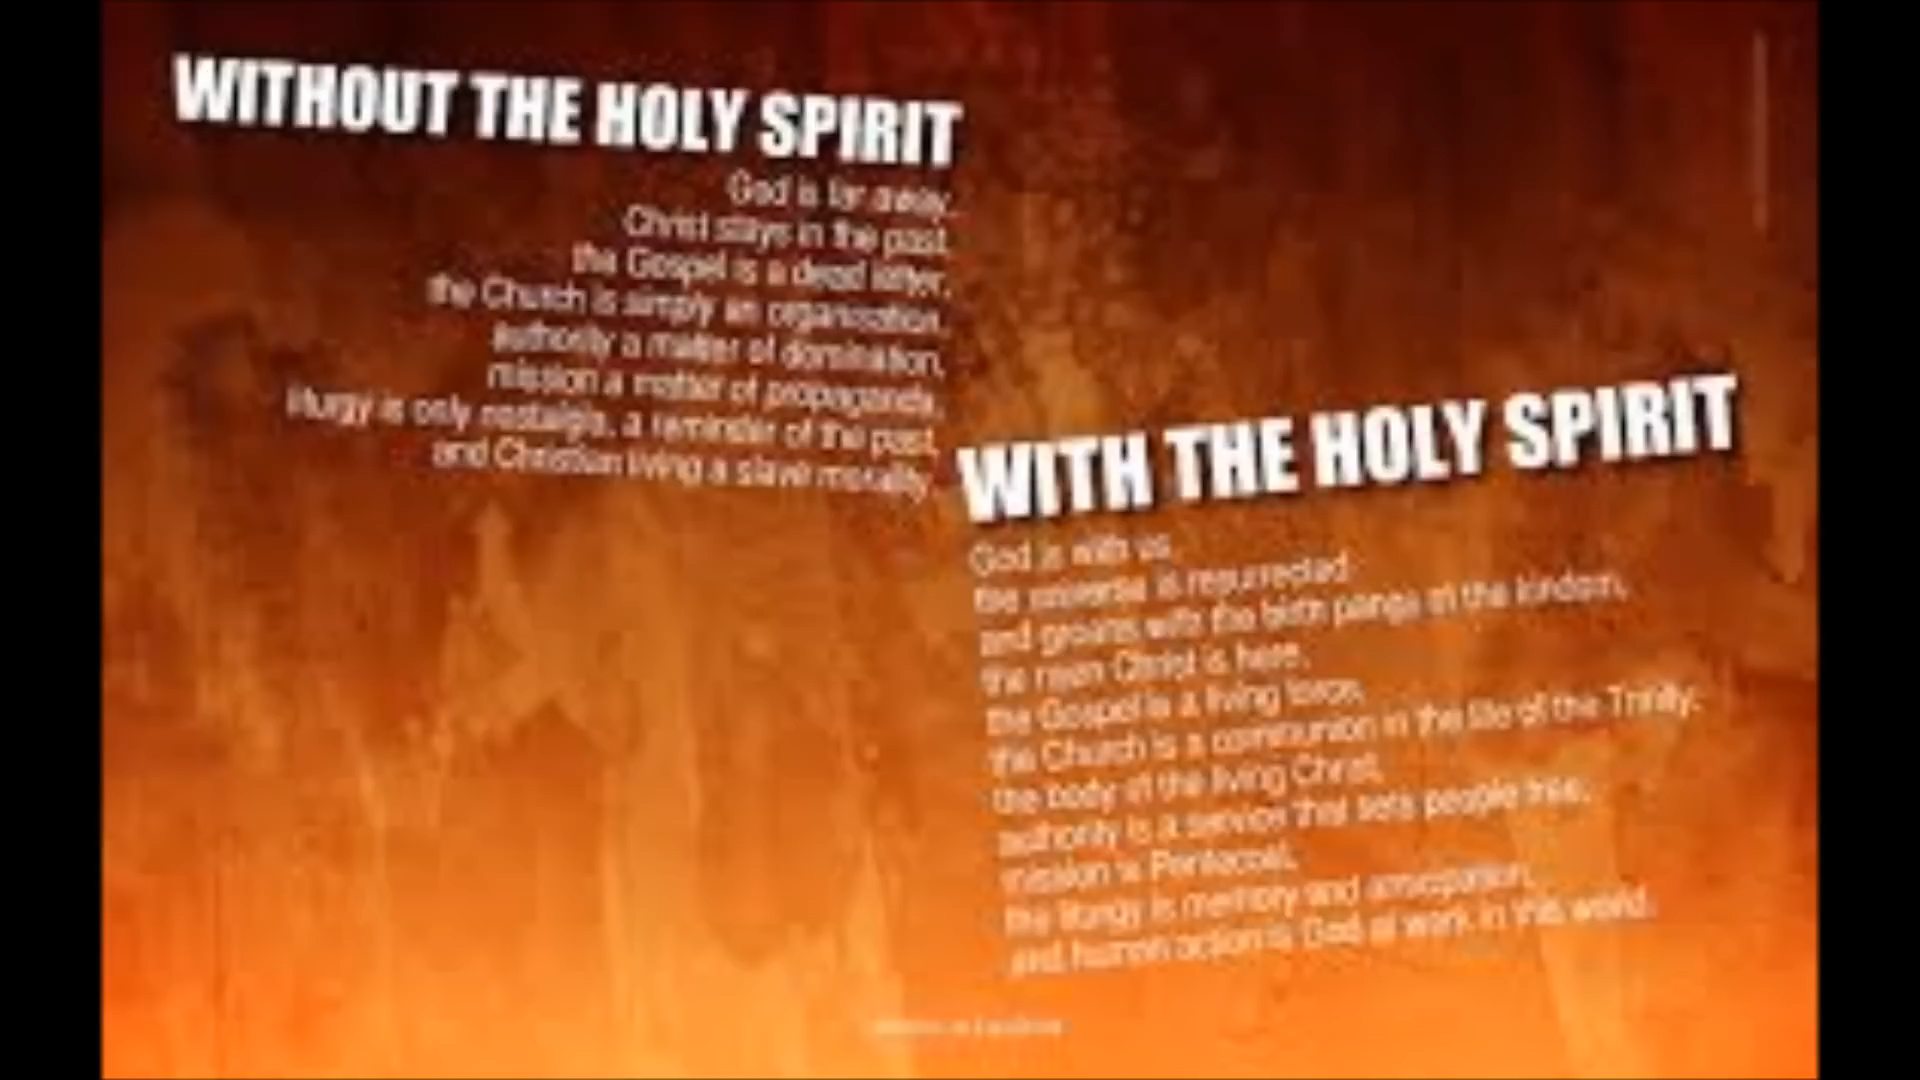 WITHOUT THE HOLY SPIRIT
God is far away,
Christ stays in the past,
the Gospel is a dead letter,
the Church is simply an organisation,
authority a matter of domination,
mission a matter of propaganda,
liturgy is only nostalgia, a reminder of the past,
and Christian living a slave morality.
WITH THE HOLY SPIRIT
God is with us,
the universe is resurrected
and groans with the birth pangs of the kindom,
the risen Christ is here,
the Gospel is a living force,
the Church is a communion in the life of the Trinity,
the body of the living Christ,
authority is a service that sets people free,
mission is Pentecost,
the liturgy is memory and anticipation,
and human action is God at work in this world.